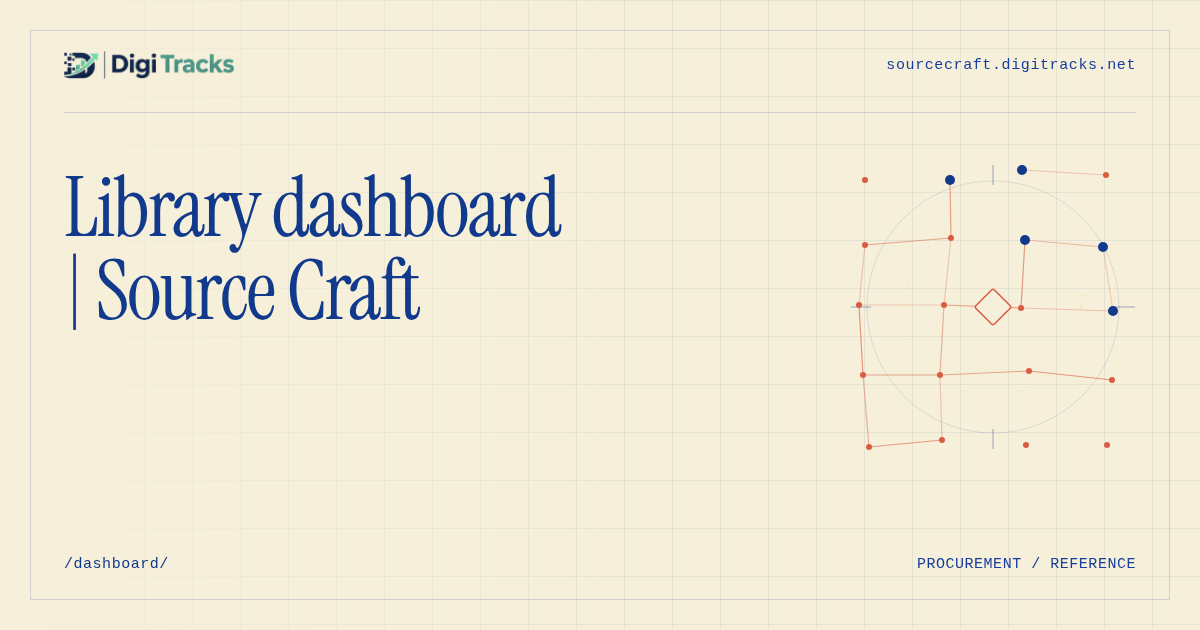 DigiTracks
sourcecraft.digitracks.net
Library dashboard
| Source Craft
/dashboard/
PROCUREMENT / REFERENCE